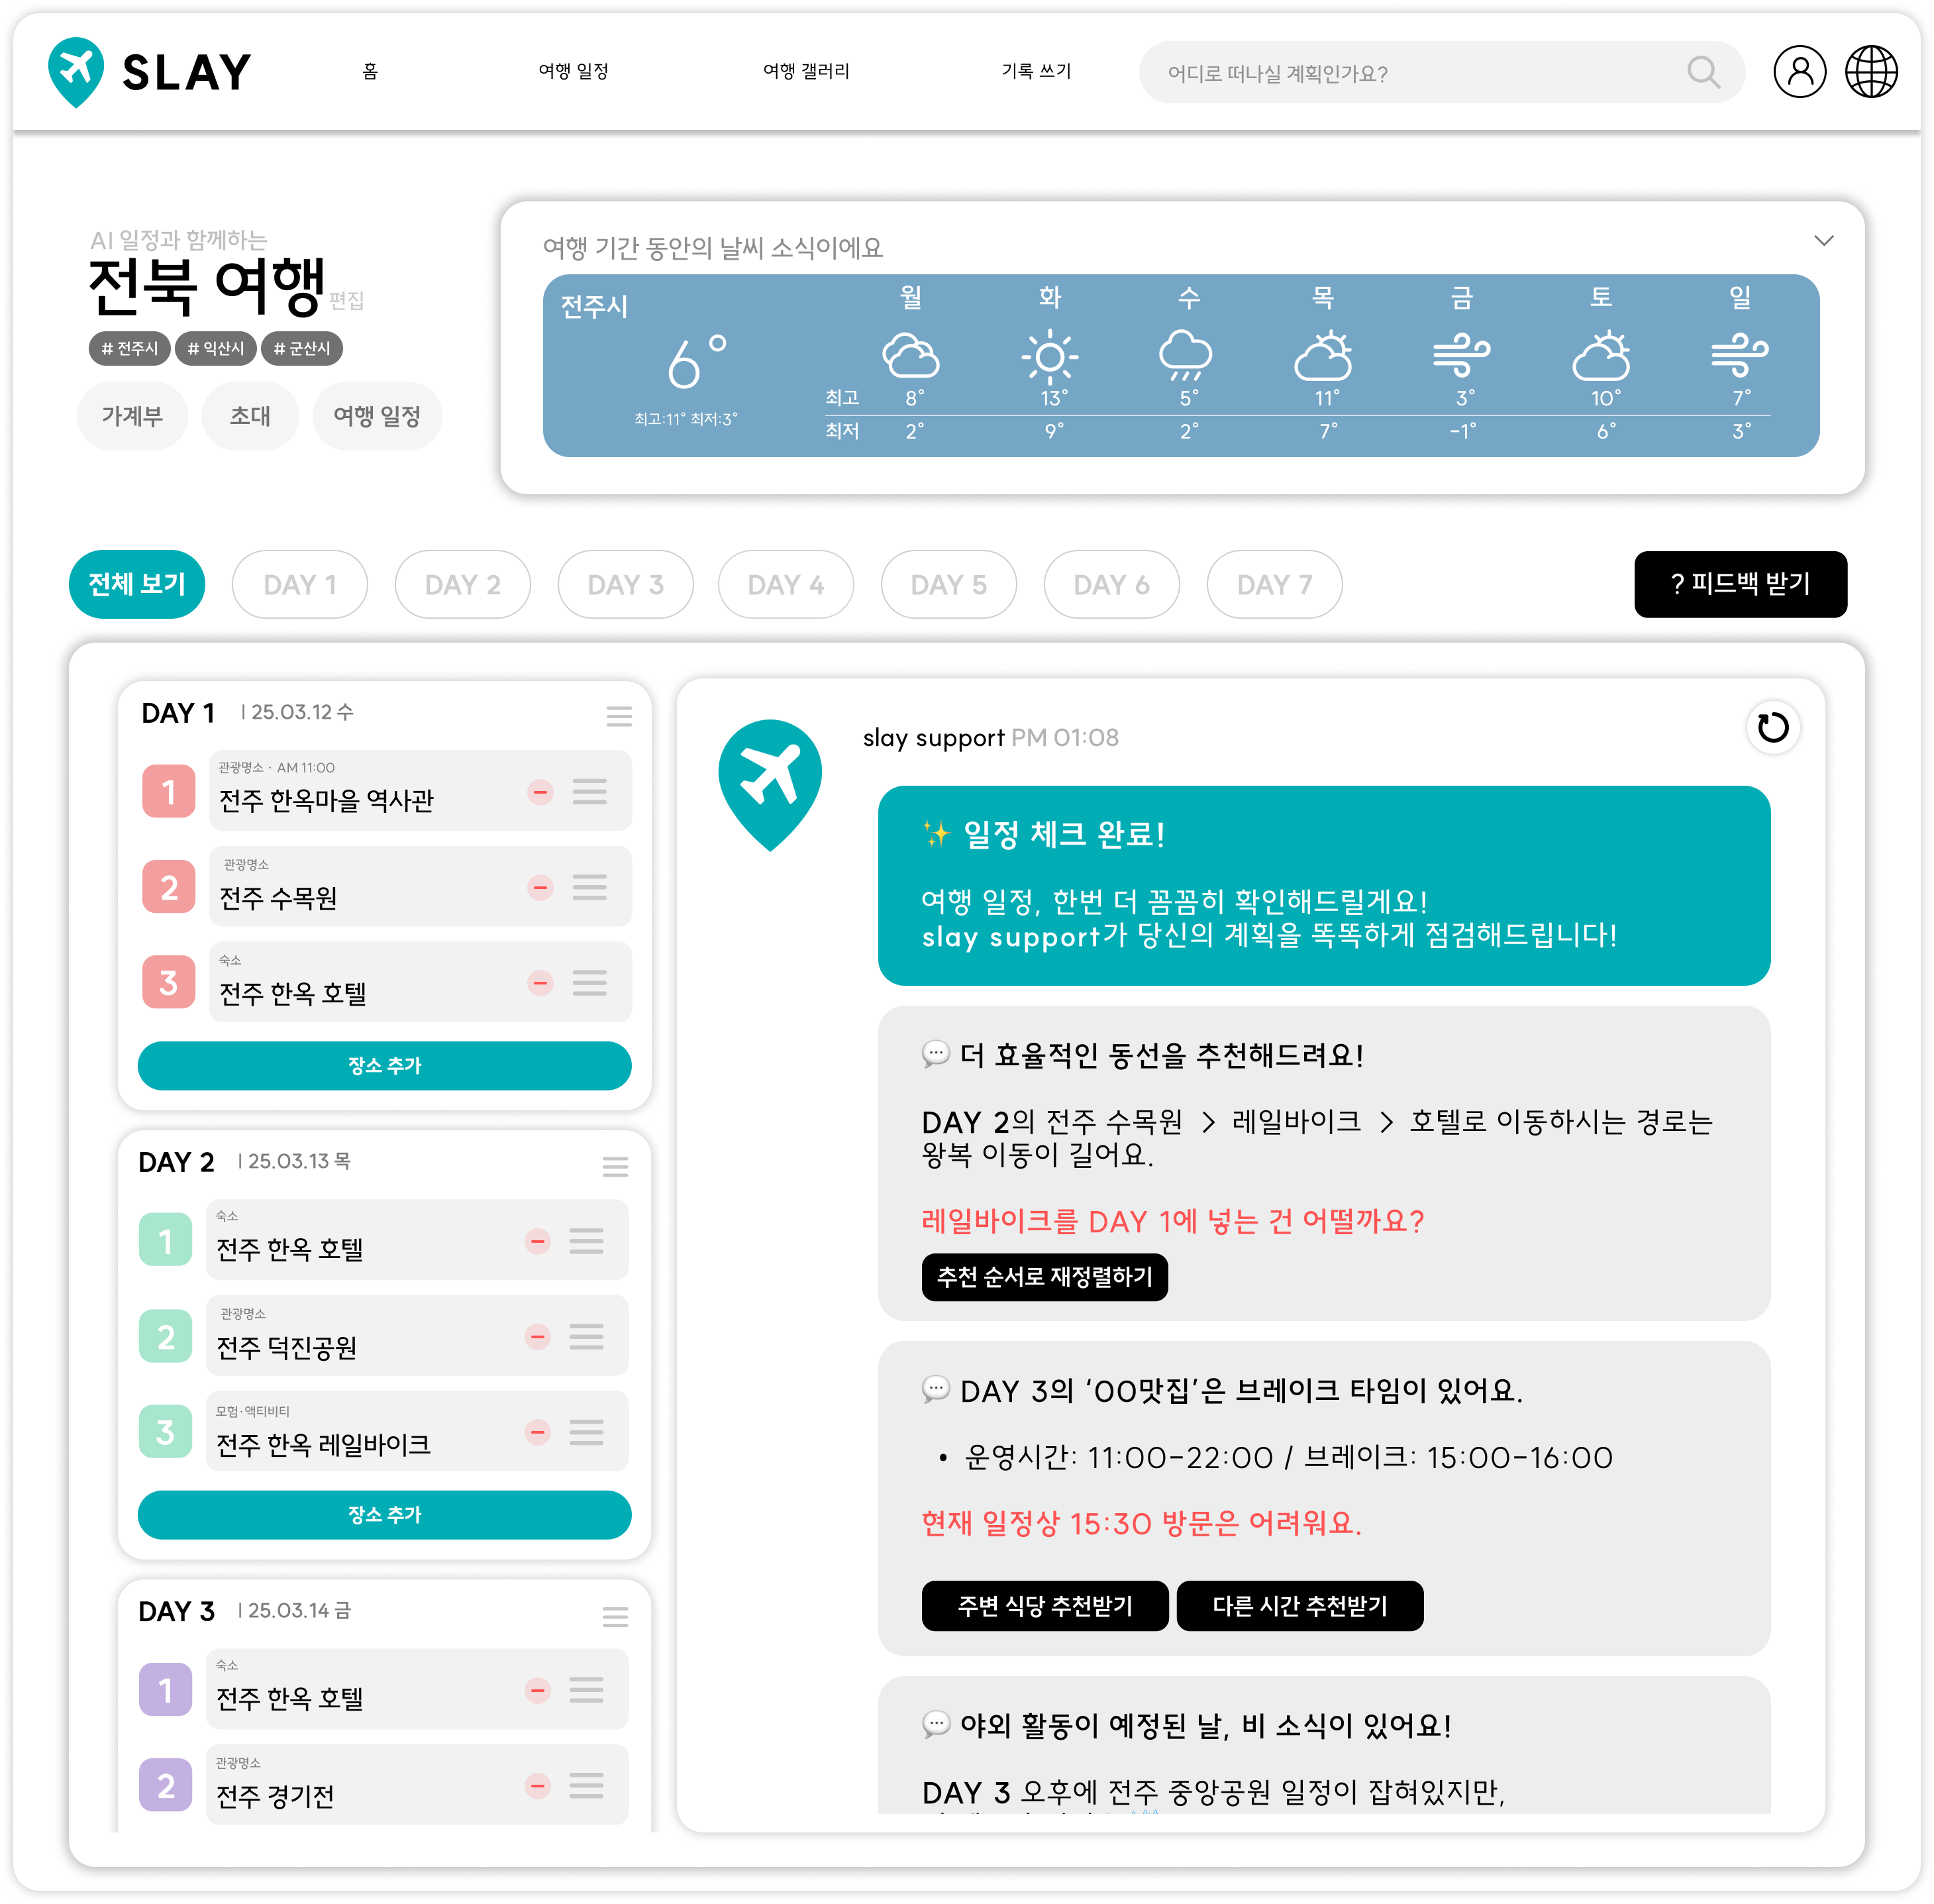 SLAY
홈
여행 일정
여행 갤러리
기록 쓰기
어디로 떠나실 계획인가요?
AI 일정과 함께하는
전북 여행 편집
# 전주시 # 익산시 # 군산시
가계부 초대 여행 일정
여행 기간 동안의 날씨 소식이에요
전주시
6°
최고:11° 최저:3°
월 화 수 목 금 토 일
최고 8° 13° 5° 11° 3° 10° 7°
최저 2° 9° 2° 7° -1° 6° 3°
전체 보기 DAY 1 DAY 2 DAY 3 DAY 4 DAY 5 DAY 6 DAY 7
? 피드백 받기
DAY 1 | 25.03.12 수
1
관광명소 · AM 11:00
전주 한옥마을 역사관
2
관광명소
전주 수목원
3
숙소
전주 한옥 호텔
장소 추가
DAY 2 | 25.03.13 목
1
숙소
전주 한옥 호텔
2
관광명소
전주 덕진공원
3
모험·액티비티
전주 한옥 레일바이크
장소 추가
DAY 3 | 25.03.14 금
1
숙소
전주 한옥 호텔
2
관광명소
전주 경기전
slay support PM 01:08
✨ 일정 체크 완료!
여행 일정, 한번 더 꼼꼼히 확인해드릴게요!
slay support가 당신의 계획을 똑똑하게 점검해드립니다!
💬 더 효율적인 동선을 추천해드려요!
DAY 2의 전주 수목원 > 레일바이크 > 호텔로 이동하시는 경로는
왕복 이동이 길어요.
레일바이크를 DAY 1에 넣는 건 어떨까요?
추천 순서로 재정렬하기
💬 DAY 3의 ‘OO맛집’은 브레이크 타임이 있어요.
• 운영시간: 11:00-22:00 / 브레이크: 15:00-16:00
현재 일정상 15:30 방문은 어려워요.
주변 식당 추천받기
다른 시간 추천받기
💬 야외 활동이 예정된 날, 비 소식이 있어요!
DAY 3 오후에 전주 중앙공원 일정이 잡혀있지만,